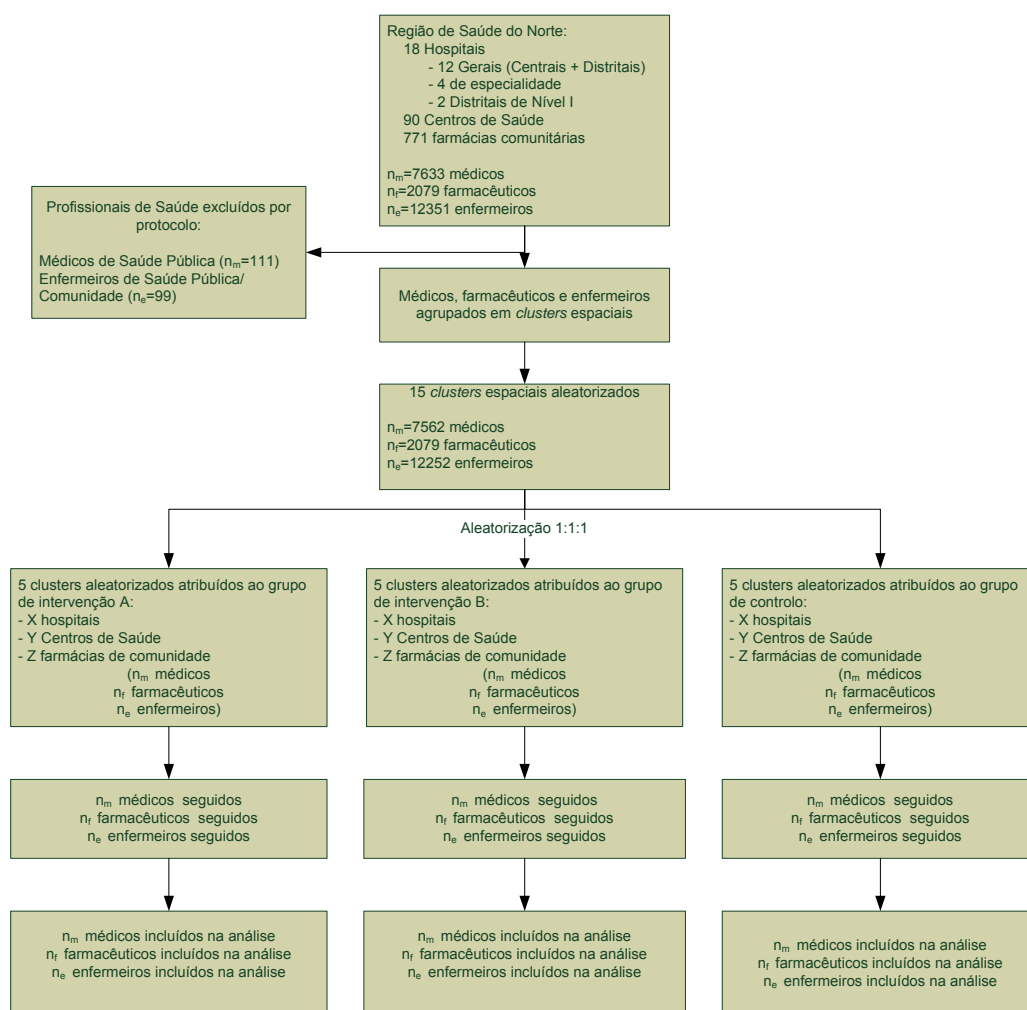 Região de Saúde do Norte:
18 Hospitais
- 12 Gerais (Centrais + Distritais)
- 4 de especialidade
- 2 Distritais de Nível I
90 Centros de Saúde
771 farmácias comunitárias
nm=7633 médicos
nf=2079 farmacêuticos
ne=12351 enfermeiros
Profissionais de Saúde excluídos por
protocolo:
Médicos de Saúde Pública (nm=111)
Enfermeiros de Saúde Pública/
Comunidade (ne=99)
Médicos, farmacêuticos e enfermeiros
agrupados em clusters espaciais
15 clusters espaciais aleatorizados
nm=7562 médicos
nf=2079 farmacêuticos
ne=12252 enfermeiros
Aleatorização 1:1:1
5 clusters aleatorizados atribuídos ao grupo
de intervenção A:
- X hospitais
- Y Centros de Saúde
- Z farmácias de comunidade
(nm médicos
nf farmacêuticos
ne enfermeiros)
5 clusters aleatorizados atribuídos ao grupo
de intervenção B:
- X hospitais
- Y Centros de Saúde
- Z farmácias de comunidade
(nm médicos
nf farmacêuticos
ne enfermeiros)
5 clusters aleatorizados atribuídos ao grupo
de controlo:
- X hospitais
- Y Centros de Saúde
- Z farmácias de comunidade
(nm médicos
nf farmacêuticos
ne enfermeiros)
nm médicos seguidos
nf farmacêuticos seguidos
ne enfermeiros seguidos
nm médicos seguidos
nf farmacêuticos seguidos
ne enfermeiros seguidos
nm médicos seguidos
nf farmacêuticos seguidos
ne enfermeiros seguidos
nm médicos incluídos na análise
nf farmacêuticos incluídos na análise
ne enfermeiros incluídos na análise
nm médicos incluídos na análise
nf farmacêuticos incluídos na análise
ne enfermeiros incluídos na análise
nm médicos incluídos na análise
nf farmacêuticos incluídos na análise
ne enfermeiros incluídos na análise